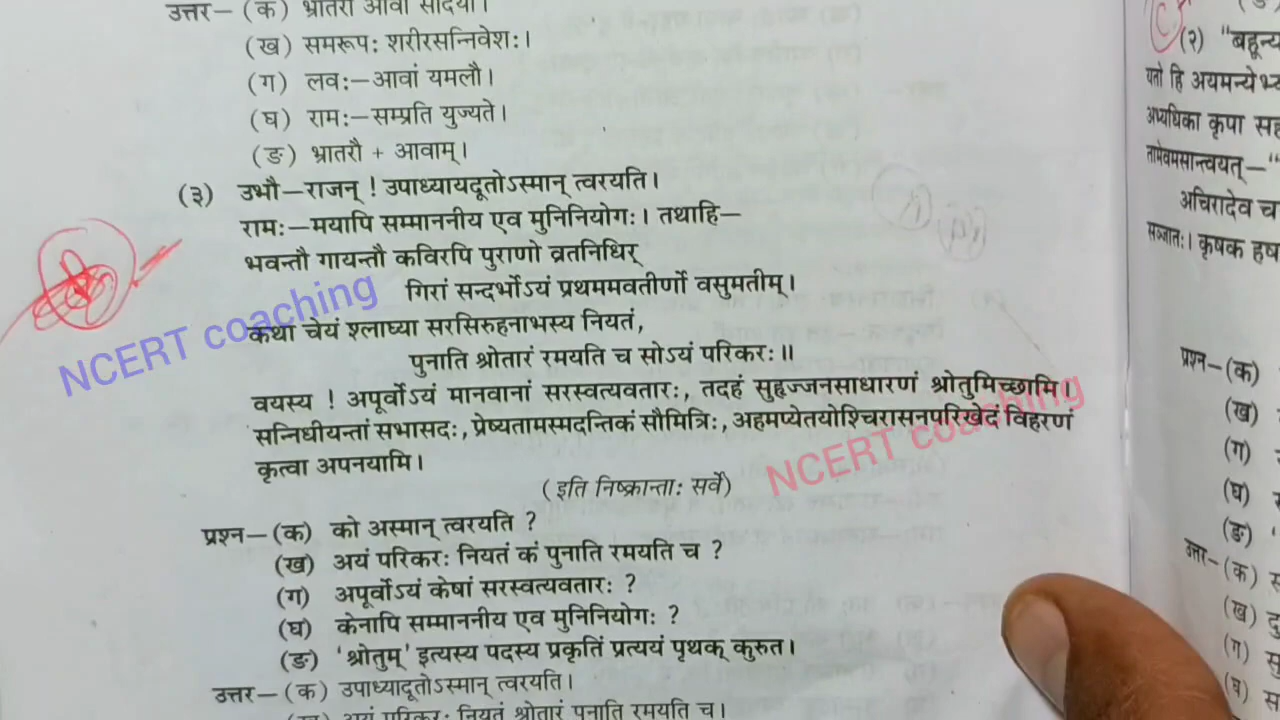 उत्तर – (क) भ्रातरौ आवां सोदर्यौ।
(ख) समरूपः शरीरसन्निवेशः।
(ग) लवः–आवां यमलौ।
(घ) रामः–सम्प्रति युज्यते।
(ङ) भ्रातरौ + आवाम्।
(३) उभौ–राजन् ! उपाध्यायदूतोऽस्मान् त्वरयति।
रामः–मयापि सम्माननीय एव मुनिनियोगः। तथाहि–
भवन्तौ गायन्तौ कविरपि पुराणो व्रतनिधिर्
गिरां सन्दर्भोऽयं प्रथममवतीर्णो वसुमतीम्।
कथा चेयं श्लाघ्या सरसिरुहनाभस्य नियतं,
पुनाति श्रोतारं रमयति च सोऽयं परिकरः॥
वयस्य ! अपूर्वोऽयं मानवानां सरस्वत्यवतारः, तदहं सुहृज्जनसाधारणं श्रोतुमिच्छामि।
सन्निधीयन्तां सभासदः, प्रेष्यतामस्मदन्तिकं सौमित्रिः, अहमप्येतयोश्चिरासनपरिखेदं विहरणं
कृत्वा अपनयामि।
(इति निष्क्रान्ताः सर्वे)
प्रश्न – (क) को अस्मान् त्वरयति ?
(ख) अयं परिकरः नियतं कं पुनाति रमयति च ?
(ग) अपूर्वोऽयं केषां सरस्वत्यवतारः ?
(घ) केनापि सम्माननीय एव मुनिनियोगः ?
(ङ) 'श्रोतुम्' इत्यस्य पदस्य प्रकृतिं प्रत्ययं पृथक् कुरुत।
उत्तर – (क) उपाध्यादूतोऽस्मान् त्वरयति।
(ख) अयं परिकरः नियतं श्रोतारं पुनाति रमयति च।
NCERT coaching
NCERT coaching
(२) "बहून्य
यतो हि अयमन्येभ्य
अभ्यधिका कृपा सह
तामेवमसान्त्वयत्–"
अचिरादेव च
सञ्जातः। कृषक हर्ष
प्रश्न – (क)
(ख)
(ग)
(घ)
(ङ) '
उत्तर – (क)
(ख)
(ग)
(घ)